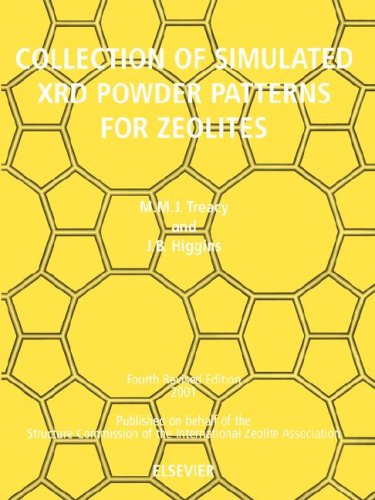 COLLECTION OF SIMULATED
XRD POWDER PATTERNS
FOR ZEOLITES
M.M.J. Treacy
and
J.B. Higgins
Fourth Revised Edition
2001
Published on behalf of the
Structure Commission of the International Zeolite Association
ELSEVIER